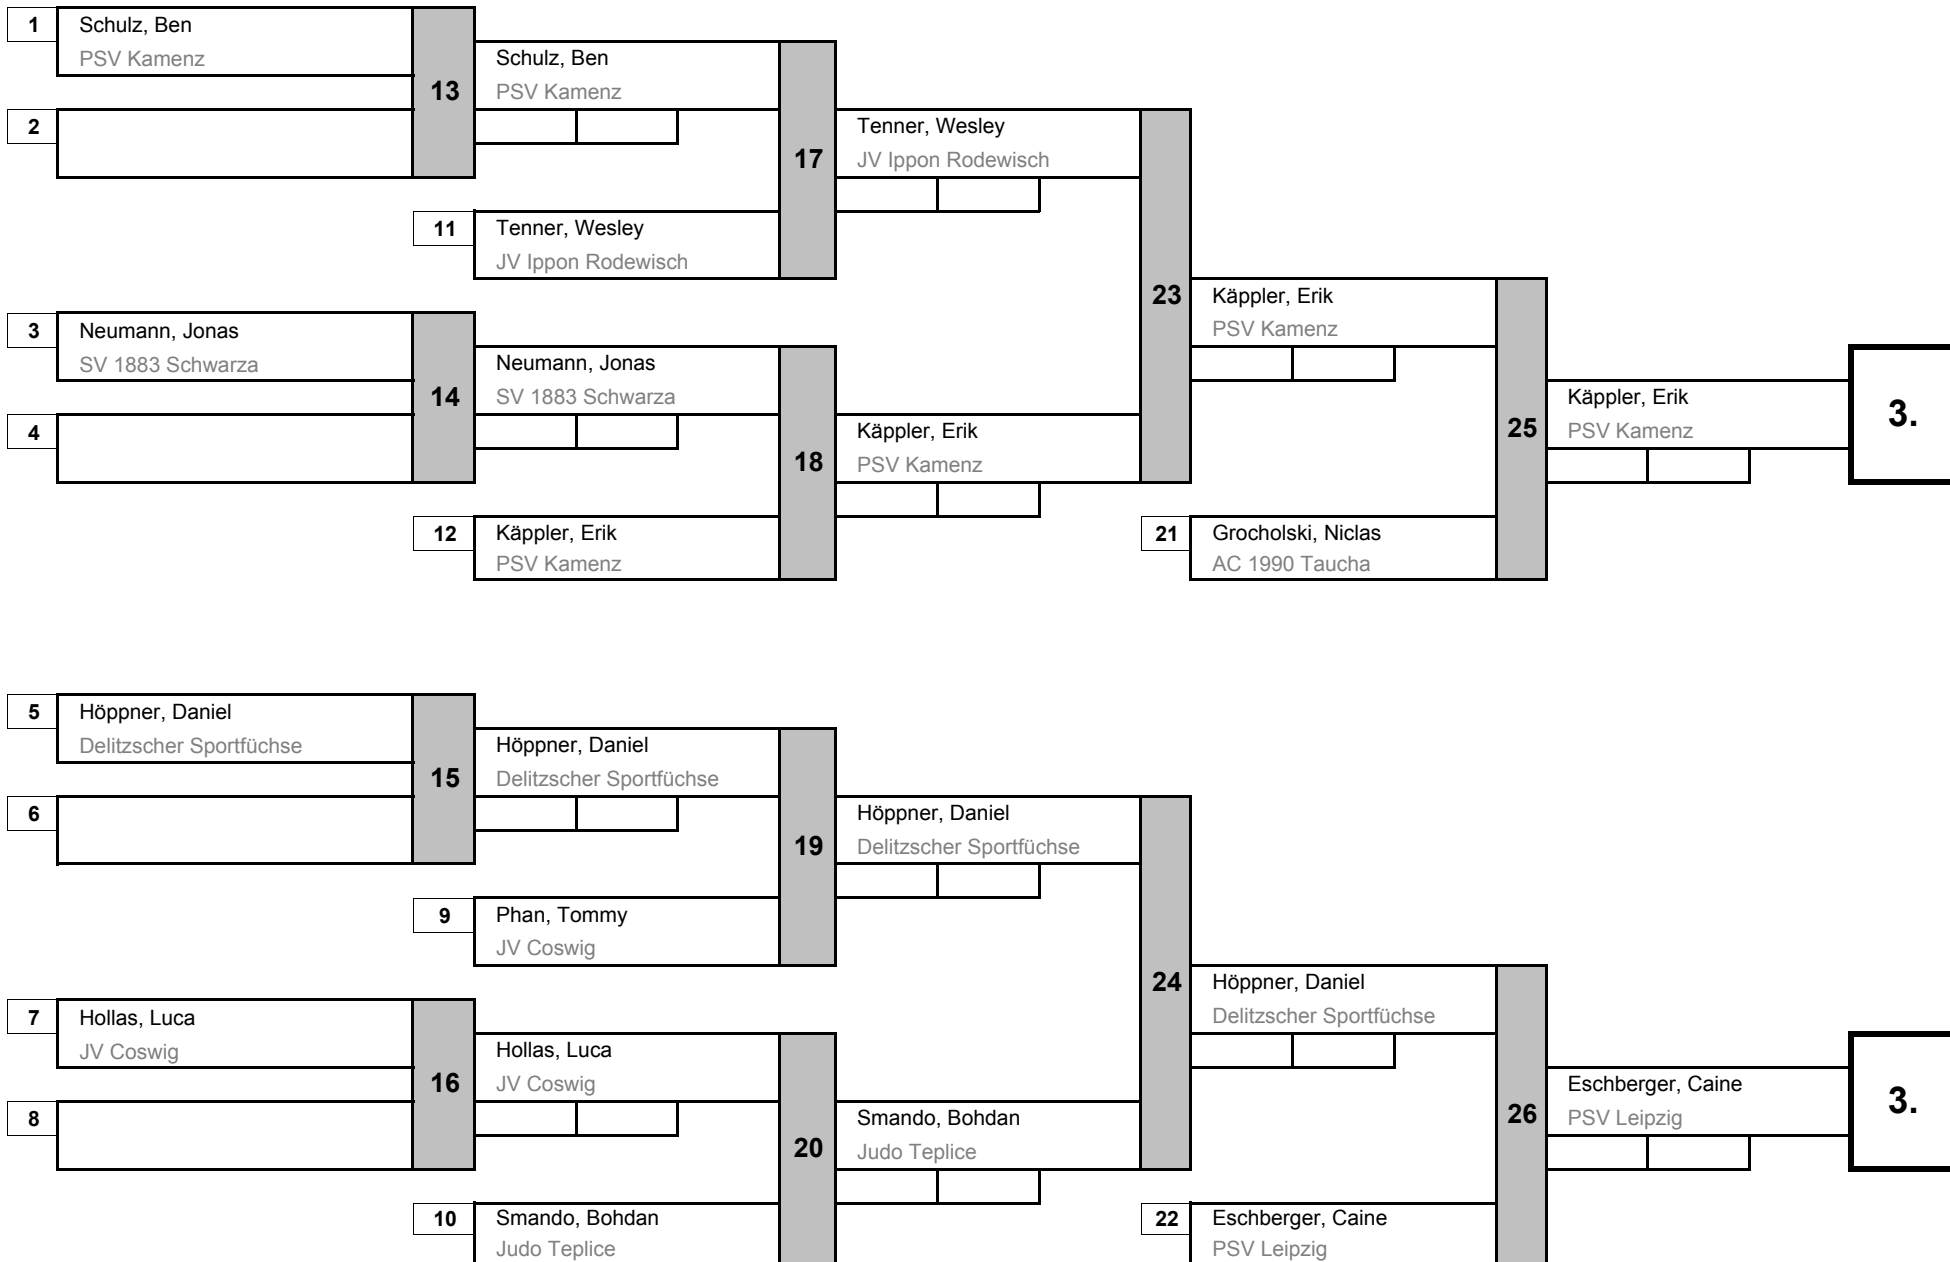 1 Schulz, Ben
PSV Kamenz
13
Schulz, Ben
PSV Kamenz
2
17
Tenner, Wesley
JV Ippon Rodewisch
11 Tenner, Wesley
JV Ippon Rodewisch
23
Käppler, Erik
PSV Kamenz
3 Neumann, Jonas
SV 1883 Schwarza
14
Neumann, Jonas
SV 1883 Schwarza
4
18
Käppler, Erik
PSV Kamenz
25
Käppler, Erik
PSV Kamenz
3.
12 Käppler, Erik
PSV Kamenz
21 Grocholski, Niclas
AC 1990 Taucha
5 Höppner, Daniel
Delitzscher Sportfüchse
15
Höppner, Daniel
Delitzscher Sportfüchse
6
19
Höppner, Daniel
Delitzscher Sportfüchse
9 Phan, Tommy
JV Coswig
24
Höppner, Daniel
Delitzscher Sportfüchse
7 Hollas, Luca
JV Coswig
16
Hollas, Luca
JV Coswig
8
20
Smando, Bohdan
Judo Teplice
26
Eschberger, Caine
PSV Leipzig
3.
10 Smando, Bohdan
Judo Teplice
22 Eschberger, Caine
PSV Leipzig